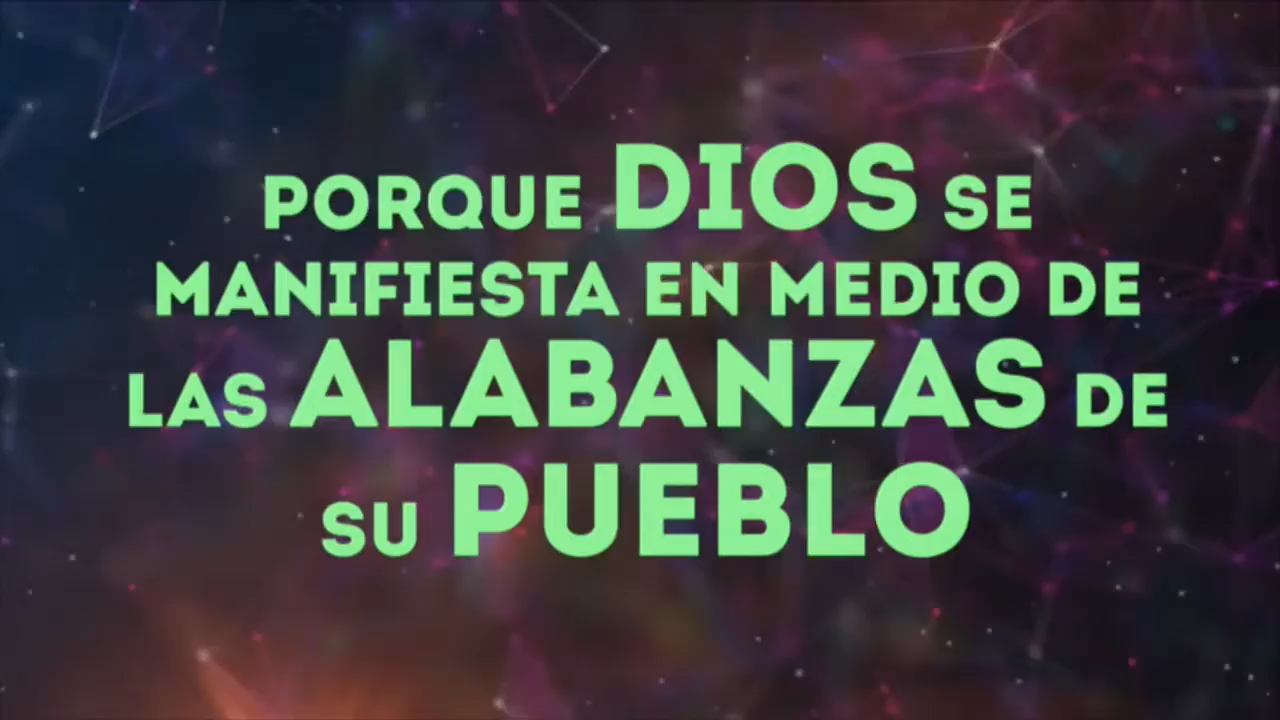 PORQUE DIOS SE
MANIFIESTA EN MEDIO DE
LAS ALABANZAS DE
SU PUEBLO